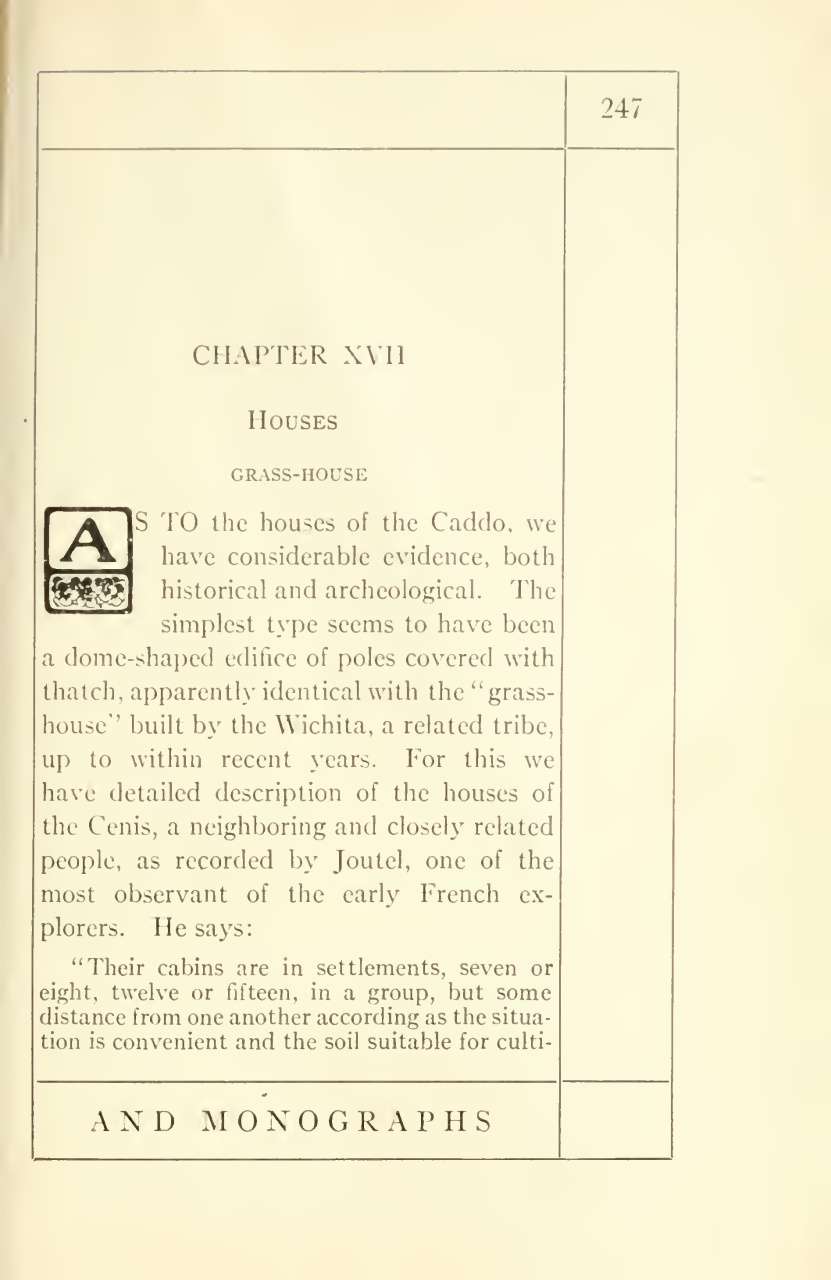 247
CHAPTER XVII
HOUSES
GRASS-HOUSE
AS TO the houses of the Caddo, we
have considerable evidence, both
historical and archeological. The
simplest type seems to have been
a dome-shaped edifice of poles covered with
thatch, apparently identical with the “grass-
house” built by the Wichita, a related tribe,
up to within recent years. For this we
have detailed description of the houses of
the Cenis, a neighboring and closely related
people, as recorded by Joutel, one of the
most observant of the early French ex-
plorers. He says:
“Their cabins are in settlements, seven or
eight, twelve or fifteen, in a group, but some
distance from one another according as the situa-
tion is convenient and the soil suitable for culti-
AND MONOGRAPHS